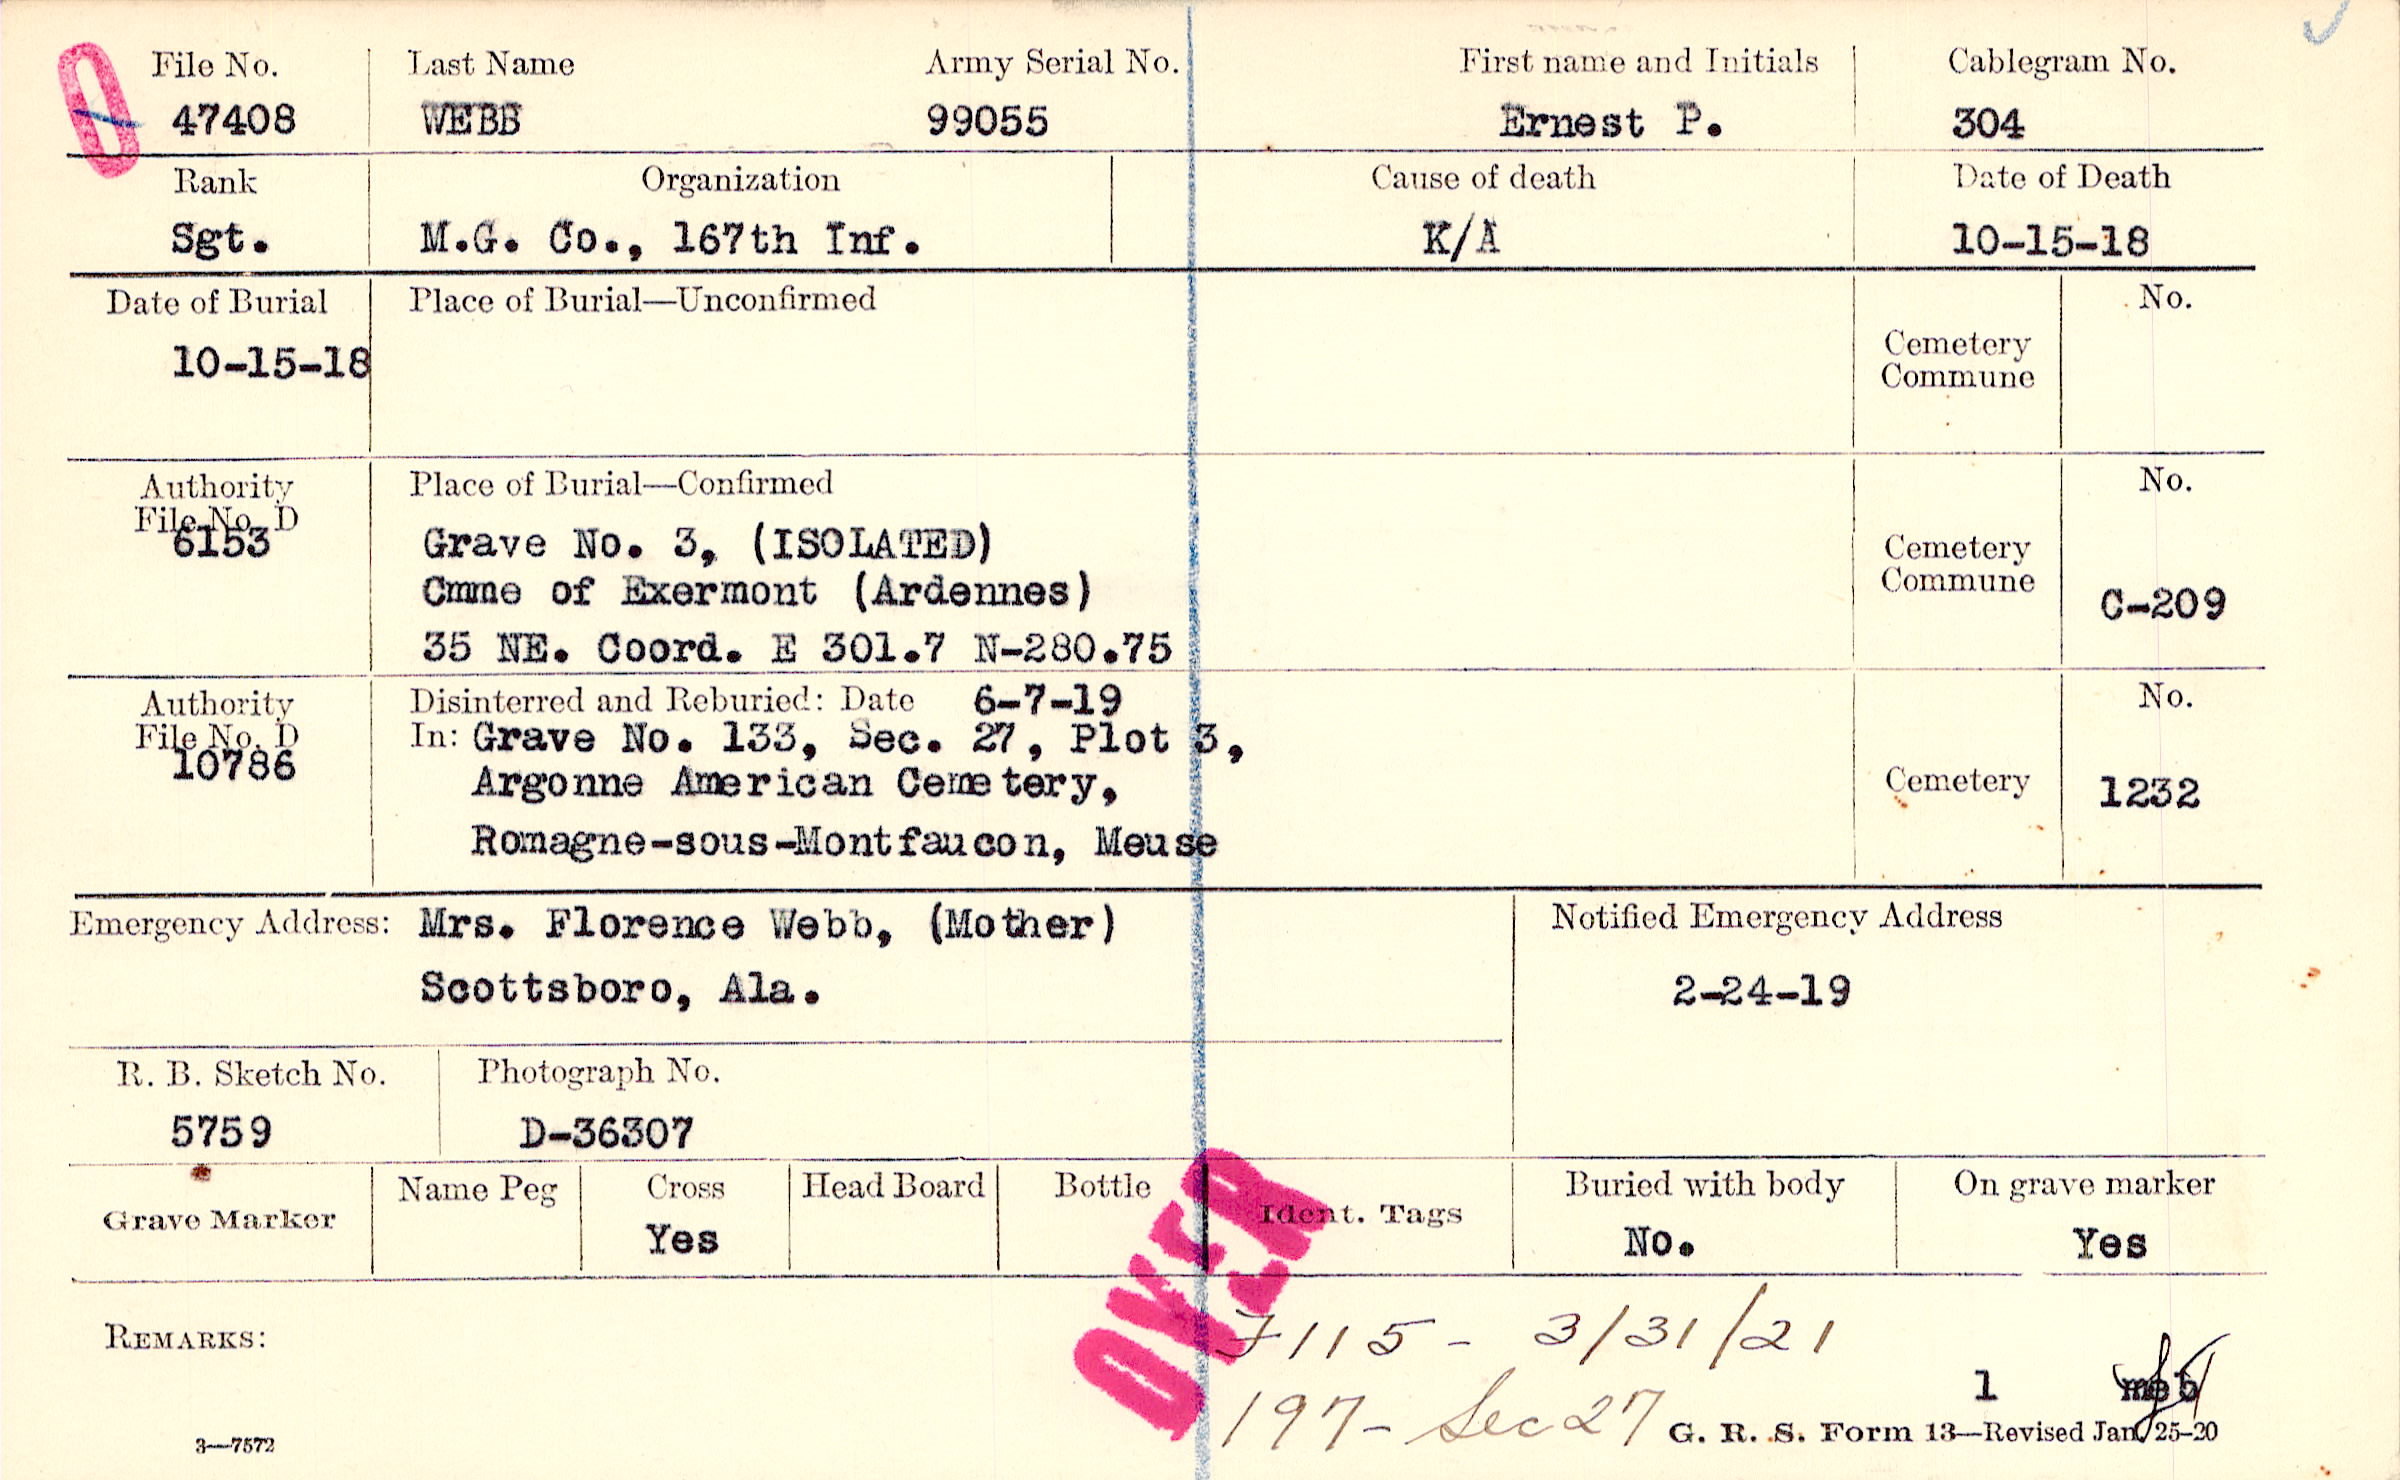 File No. Last Name Army Serial No. First name and Initials Cablegram No.
47408 WEBB 99055 Ernest P. 304
Rank Organization Cause of death Date of Death
Sgt. M.G. Co., 167th Inf. K/A 10-15-18
Date of Burial Place of Burial—Unconfirmed No.
10-15-18
Cemetery
Commune
Authority Place of Burial—Confirmed No.
File No. D
6153 Grave No. 3, (ISOLATED)
Cmne of Exermont (Ardennes)
35 NE. Coord. E 301.7 N-280.75
Cemetery
Commune
C-209
Authority Disinterred and Reburied: Date 6-7-19 No.
File No. D In: Grave No. 133, Sec. 27, Plot 3,
10786 Argonne American Cemetery, Cemetery 1232
Romagne-sous-Montfaucon, Meuse
Emergency Address: Mrs. Florence Webb, (Mother) Notified Emergency Address
Scottsboro, Ala. 2-24-19
R. B. Sketch No. Photograph No.
5759 D-36307
Grave Marker Name Peg Cross Head Board Bottle Ident. Tags Buried with body On grave marker
Yes No. Yes
OVER
REMARKS: 7115 - 3/31/21
197 - Sec 27
1
3—7572 G. R. S. Form 13—Revised Jan. 25-20